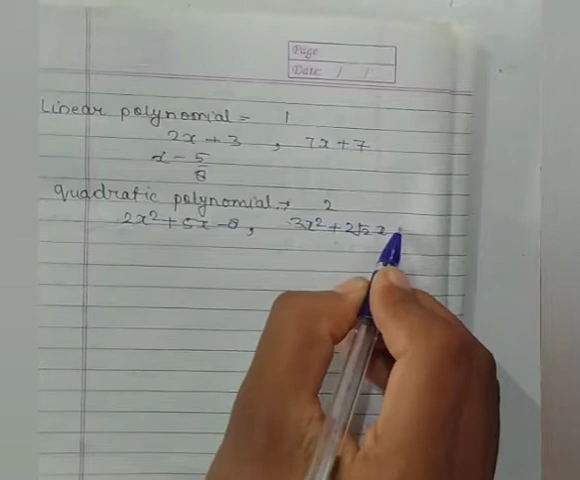 Page
Date: / /
Linear polynomial = 1
2x + 3 , 7x + 7
x - 5/8
quadratic polynomial → 2
2x² + 5x - 8 , 3x² + 2√2 x